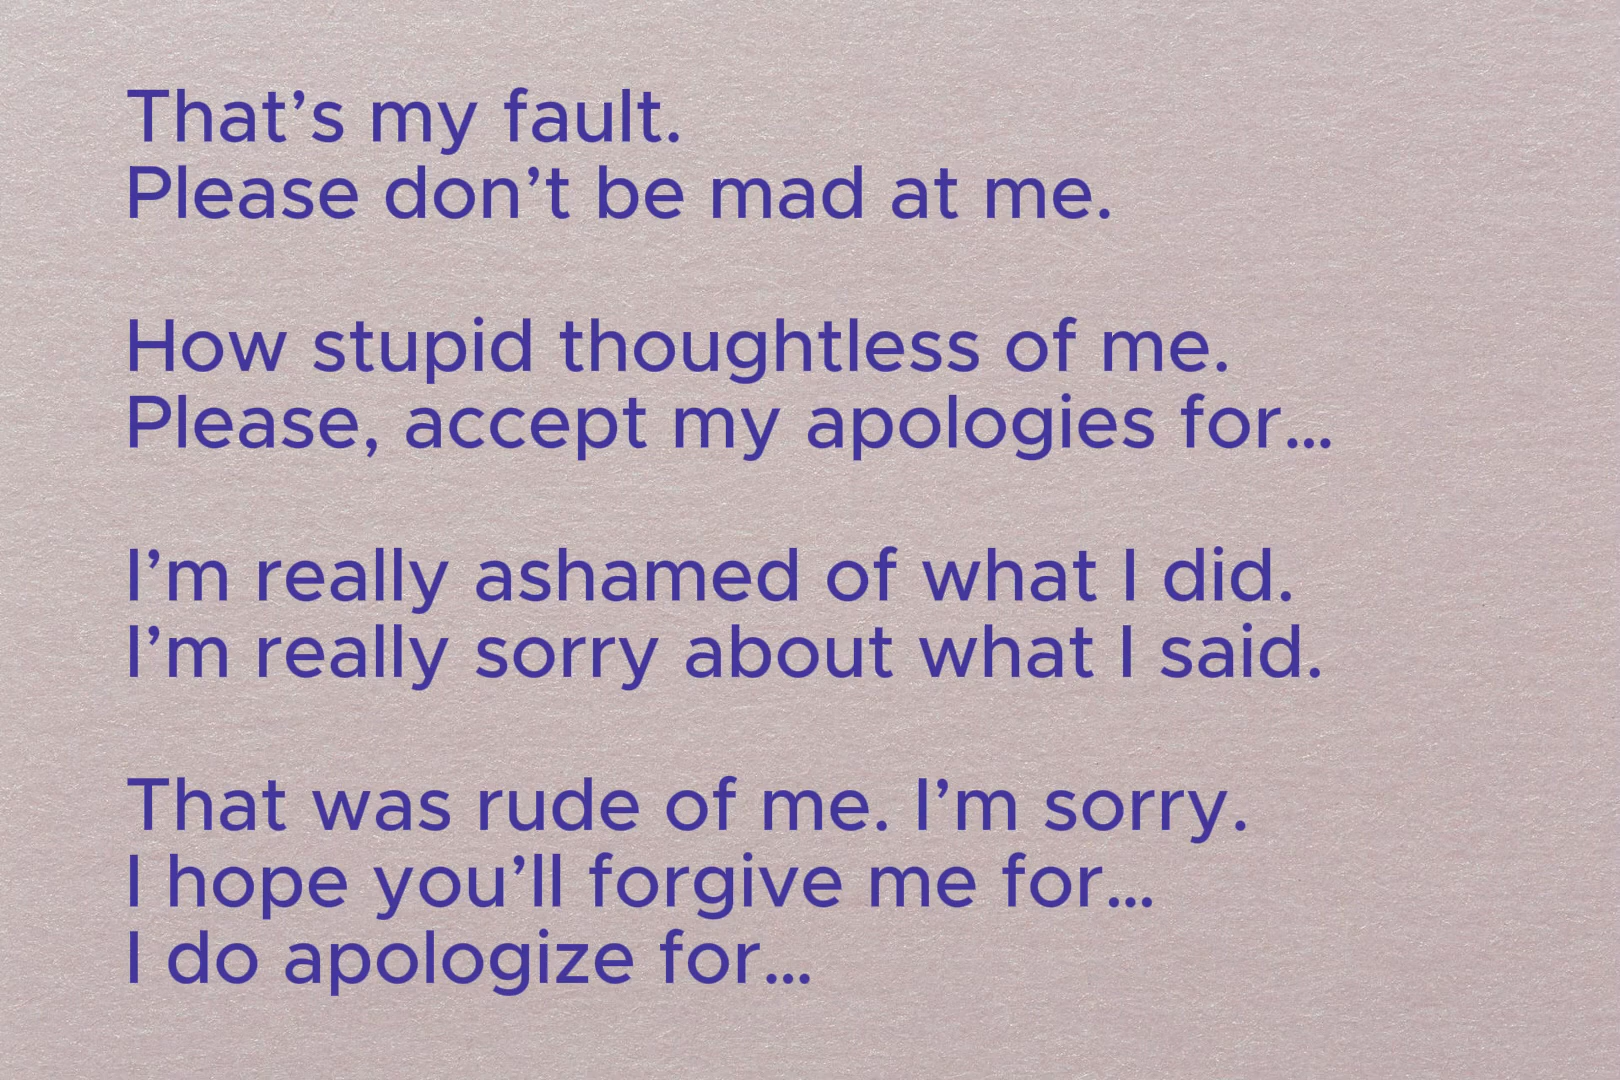 That’s my fault.
Please don’t be mad at me.
How stupid thoughtless of me.
Please, accept my apologies for...
I’m really ashamed of what I did.
I’m really sorry about what I said.
That was rude of me. I’m sorry.
I hope you’ll forgive me for...
I do apologize for...